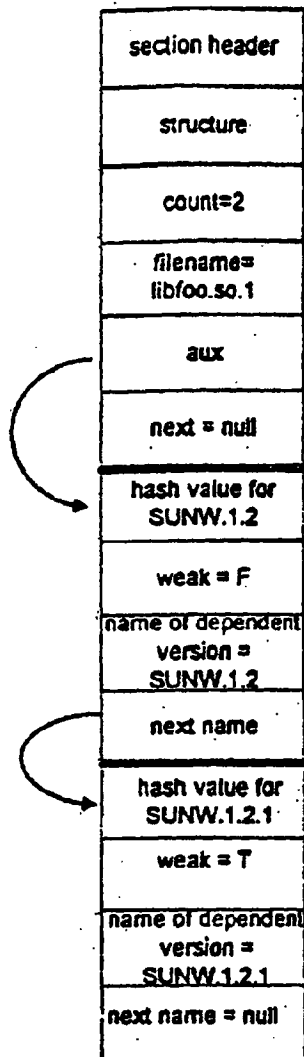 section header
structure
count=2
filename=
libfoo.so.1
aux
next = null
hash value for
SUNW.1.2
weak = F
name of dependent
version =
SUNW.1.2
next name
hash value for
SUNW.1.2.1
weak = T
name of dependent
version =
SUNW.1.2.1
next name = null